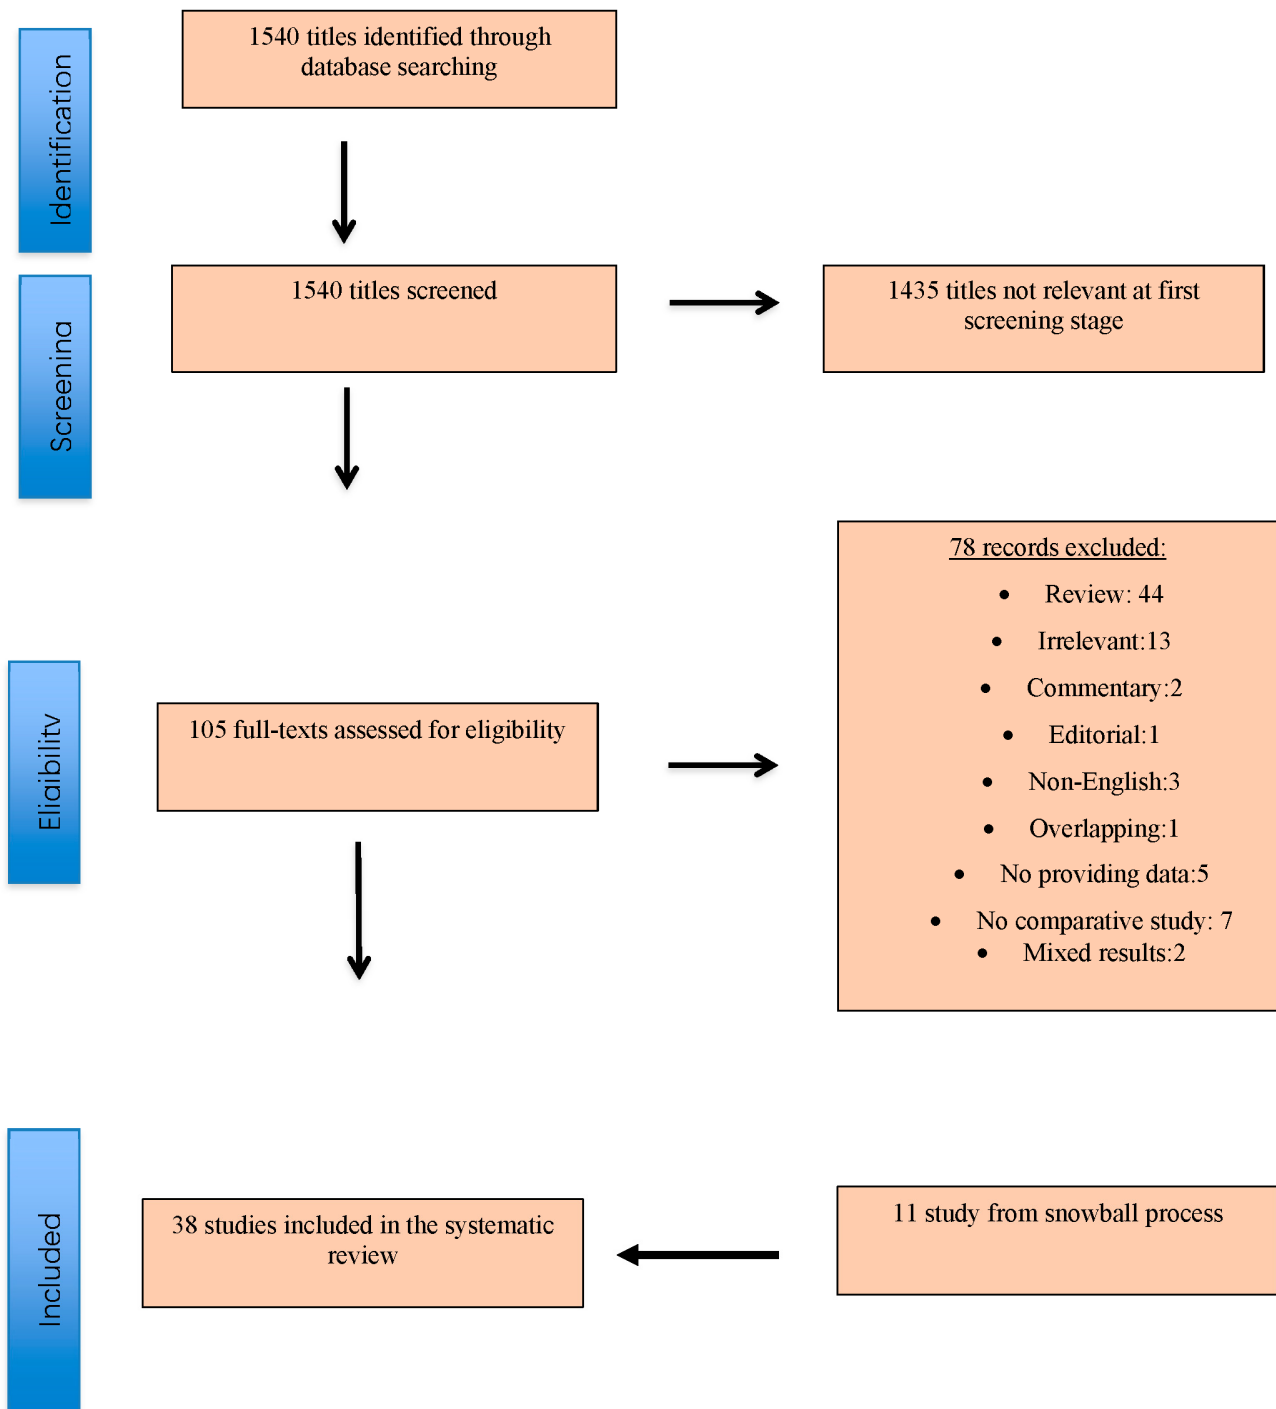 Identification
1540 titles identified through
database searching
Screening
1540 titles screened
1435 titles not relevant at first
screening stage
Eligibility
105 full-texts assessed for eligibility
78 records excluded:
• Review: 44
• Irrelevant:13
• Commentary:2
• Editorial:1
• Non-English:3
• Overlapping:1
• No providing data:5
• No comparative study: 7
• Mixed results:2
Included
38 studies included in the systematic
review
11 study from snowball process